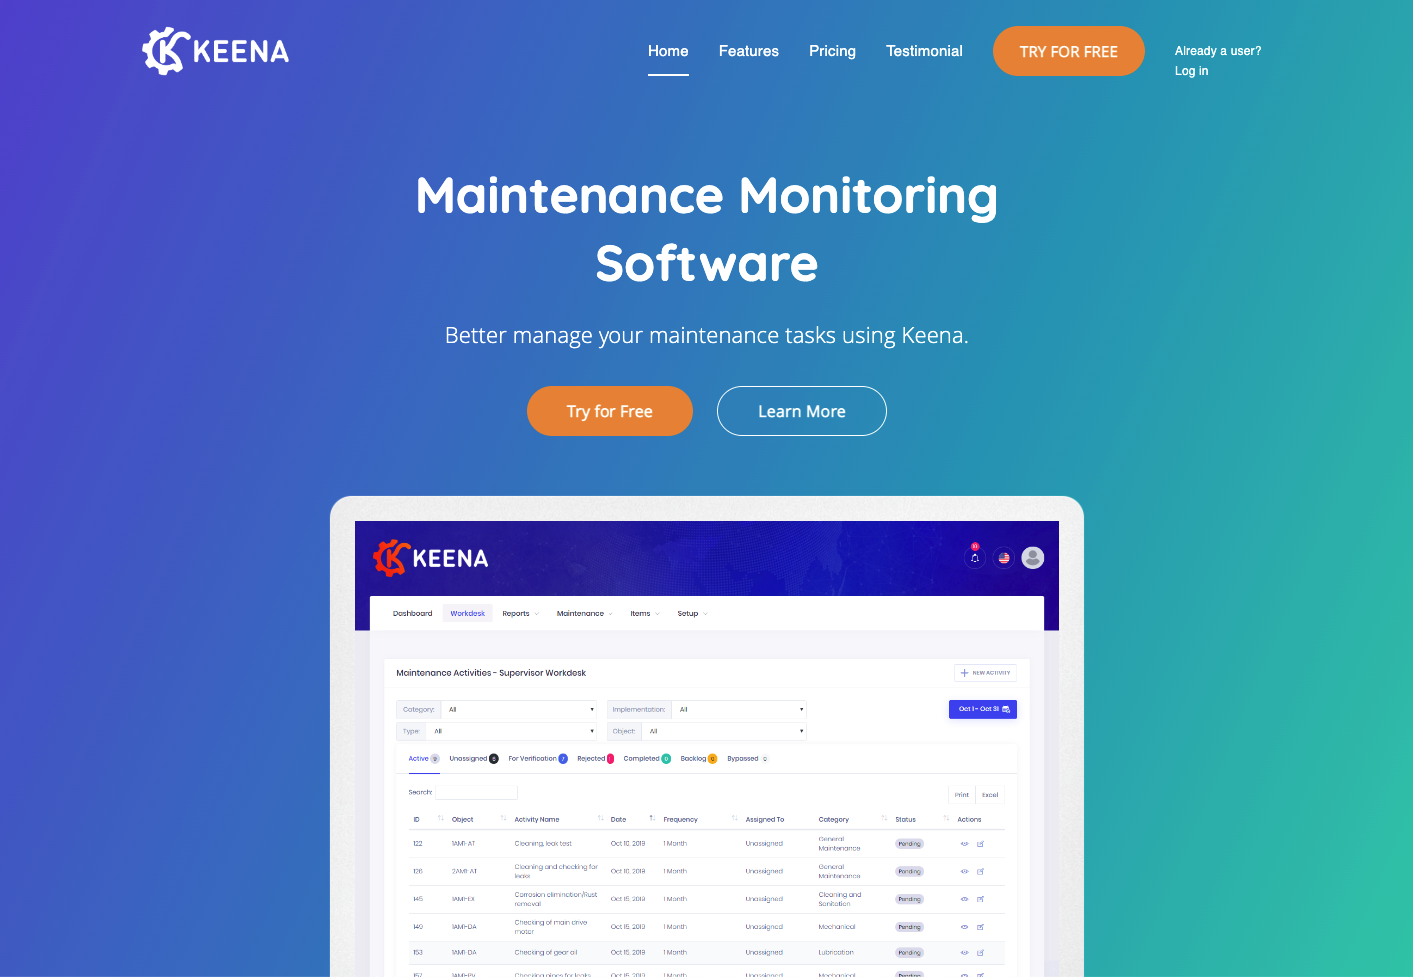 KEENA
Home Features Pricing Testimonial TRY FOR FREE Already a user?
Log in
Maintenance Monitoring
Software
Better manage your maintenance tasks using Keena.
Try for Free Learn More
KEENA
Dashboard Workdesk Reports Maintenance Items Setup
Maintenance Activities - Supervisor Workdesk NEW ACTIVITY
Category: All Implementation: All Oct 1 - Oct 31
Type: All Object: All
Active 9 Unassigned 8 For Verification 7 Rejected 1 Completed 0 Backlog 0 Bypassed 0
Search: Print Excel
ID Object Activity Name Date Frequency Assigned To Category Status Actions
122 1AM1-AT Cleaning, leak test Oct 10, 2019 1 Month Unassigned General Maintenance Pending
126 2AM1-AT Cleaning and checking for leaks Oct 10, 2019 1 Month Unassigned General Maintenance Pending
145 Corrosion elimination/Rust removal Oct 15, 2019 1 Month Unassigned Cleaning and Sanitation Pending
149 1AM1-DA Checking of main drive motor Oct 15, 2019 1 Month Unassigned Mechanical Pending
153 1AM1-DA Checking of gear oil Oct 15, 2019 1 Month Unassigned Lubrication Pending
157 1AM1-PV Checking pipes for leaks Oct 15, 2019 1 Month Unassigned Mechanical Pending